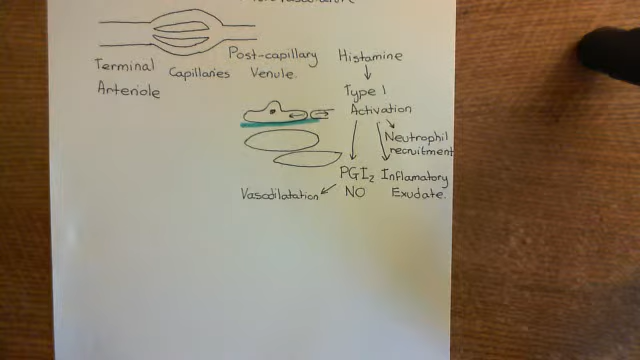 Terminal
Arteriole
Capillaries
Post-capillary
Venule.
Histamine
Type 1
Activation
Neutrophil
recruitment
PGI₂
NO
Inflamatory
Exudate.
Vasodilatation